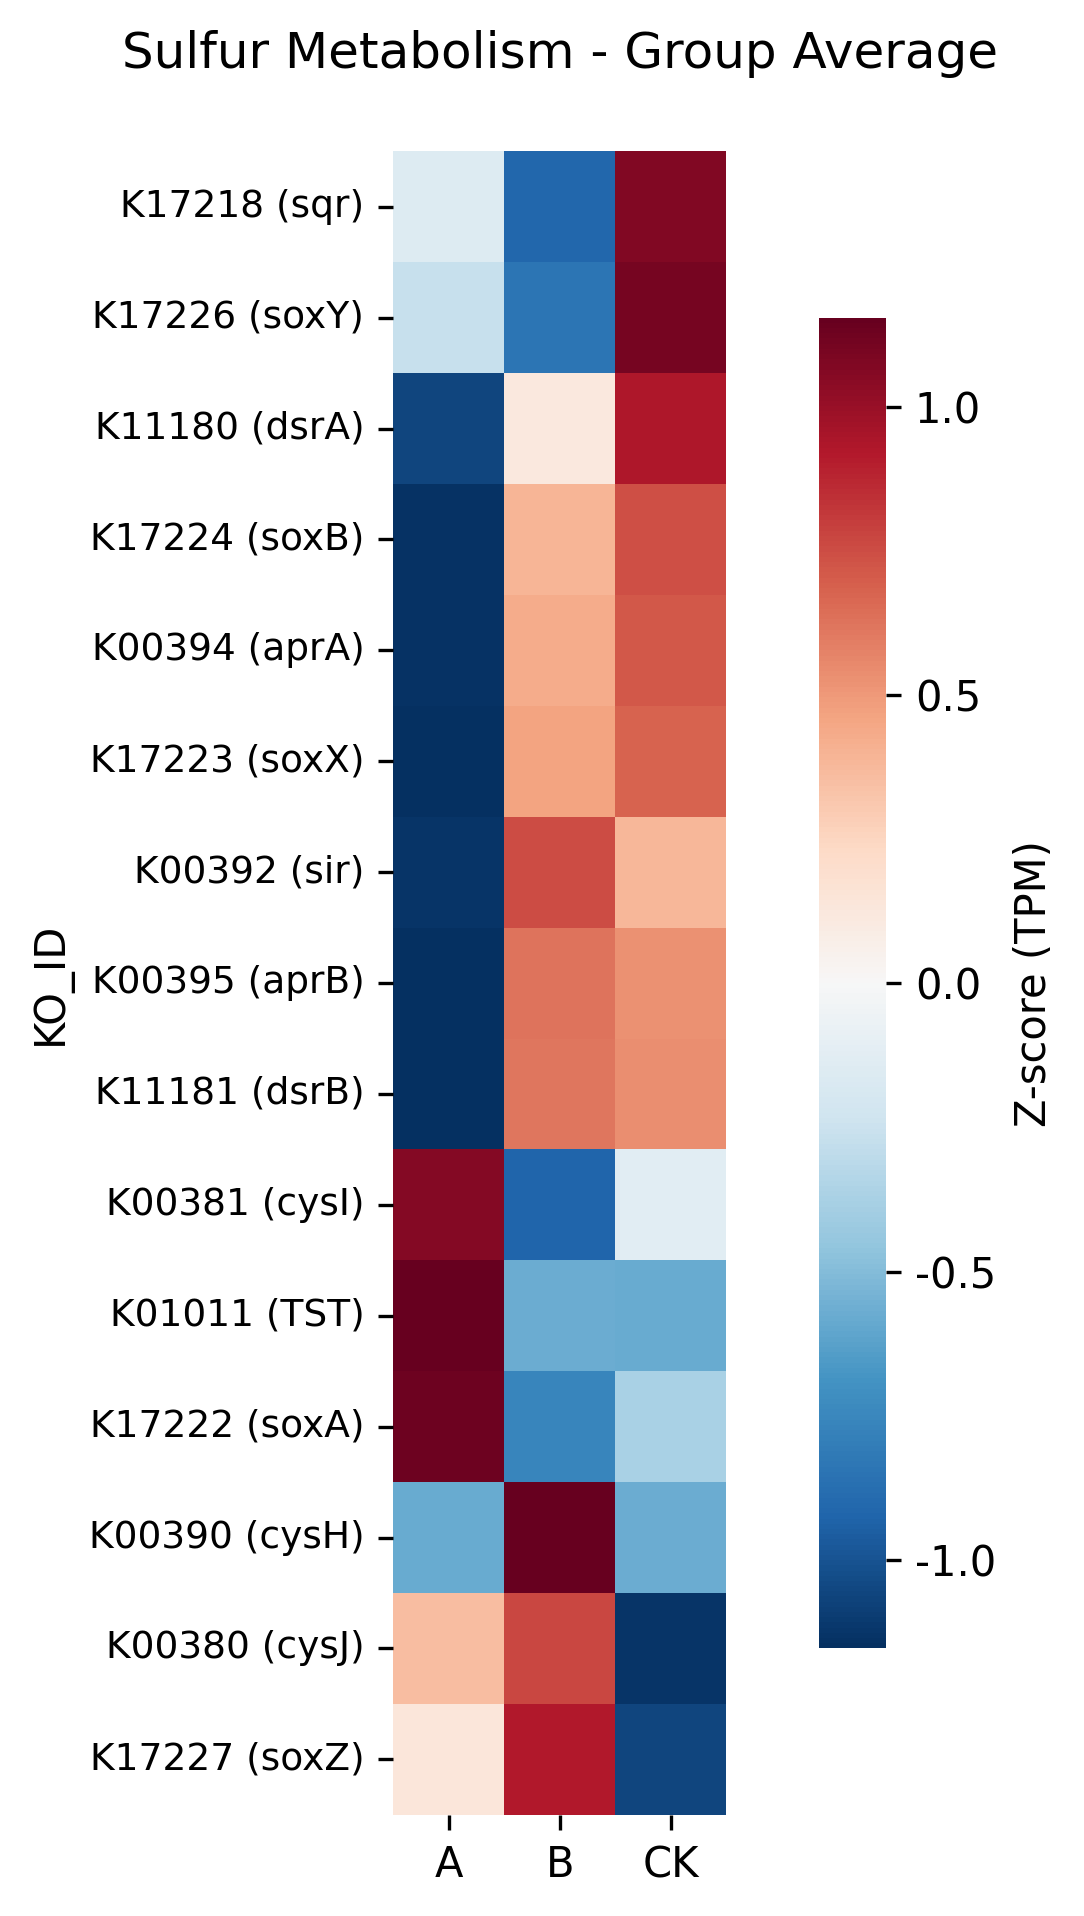 Sulfur Metabolism - Group Average
K17218 (sqr)
K17226 (soxY)
K11180 (dsrA)
K17224 (soxB)
K00394 (aprA)
K17223 (soxX)
K00392 (sir)
K00395 (aprB)
K11181 (dsrB)
K00381 (cysI)
K01011 (TST)
K17222 (soxA)
K00390 (cysH)
K00380 (cysJ)
K17227 (soxZ)
KO_ID
A B CK
1.0
0.5
0.0
-0.5
-1.0
Z-score (TPM)